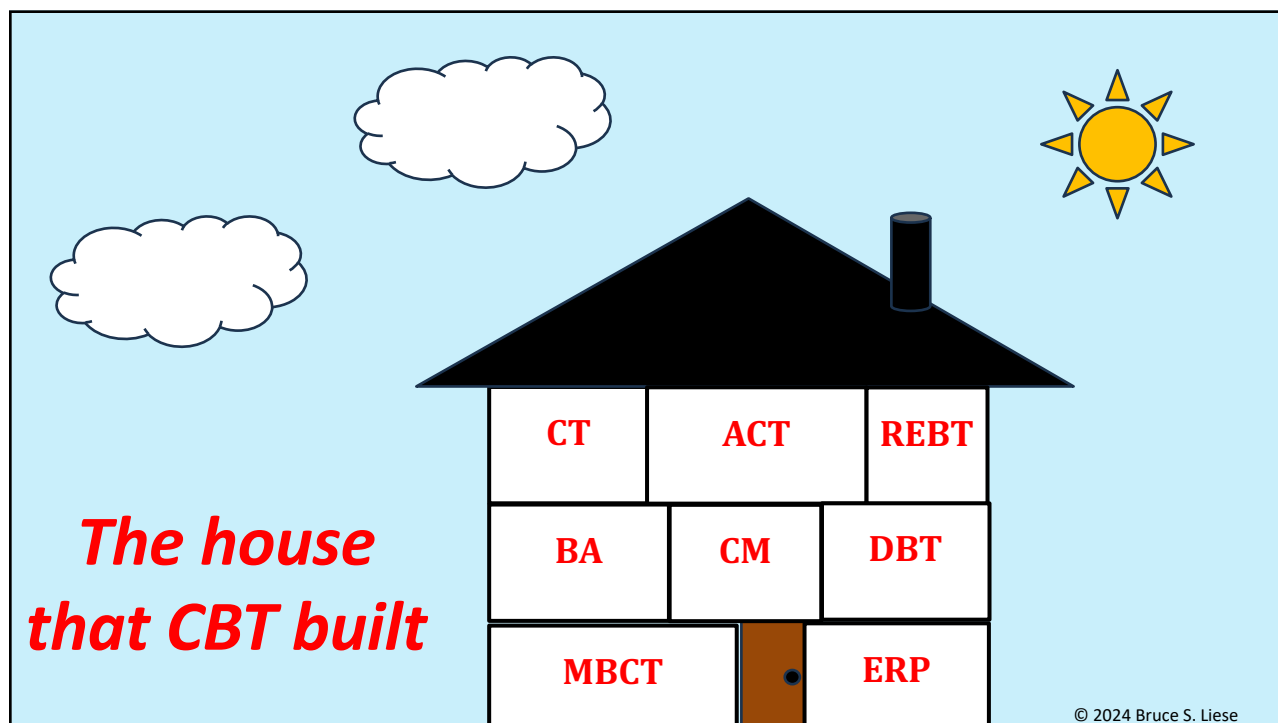 CT ACT REBT
BA CM DBT
MBCT ERP
The house
that CBT built
© 2024 Bruce S. Liese